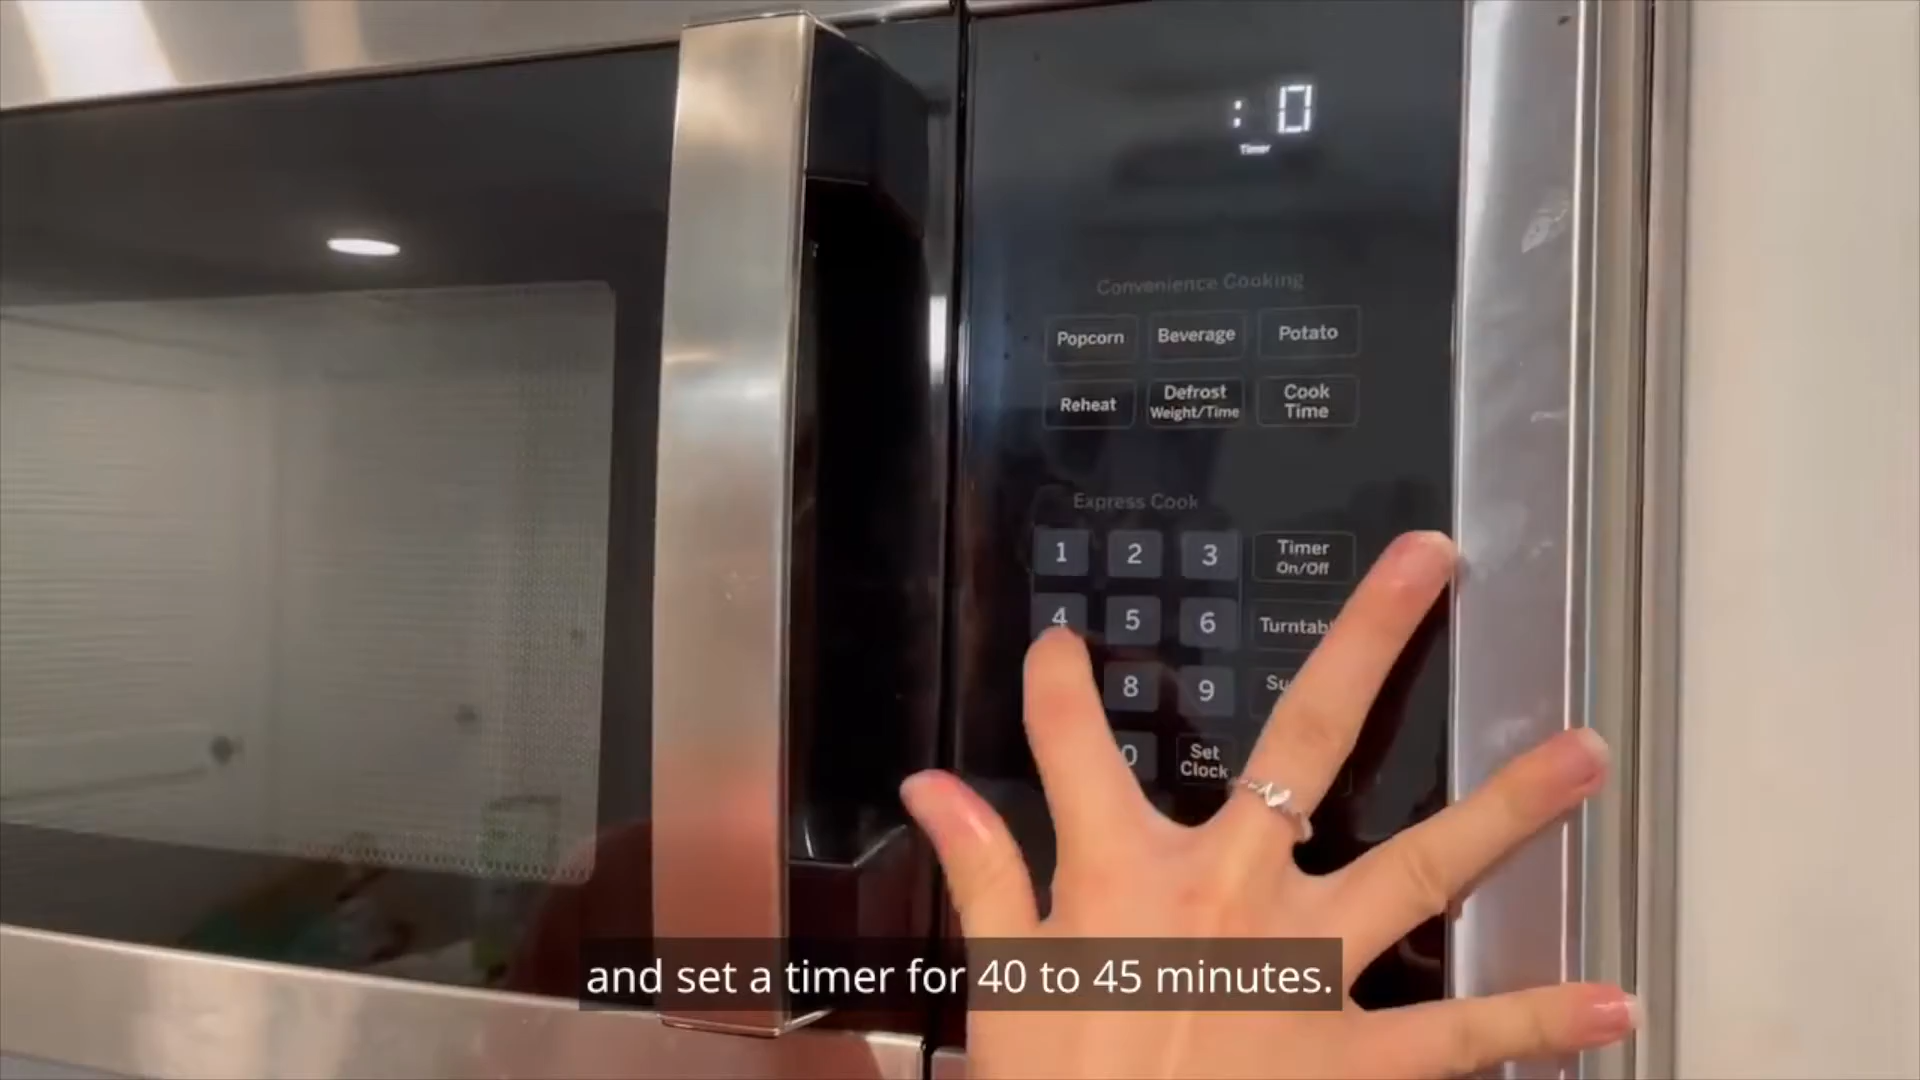 : 0
Timer
Convenience Cooking
Popcorn Beverage Potato
Reheat Defrost Weight/Time Cook Time
Express Cook
1 2 3 Timer On/Off
4 5 6
8 9
0 Set Clock
and set a timer for 40 to 45 minutes.